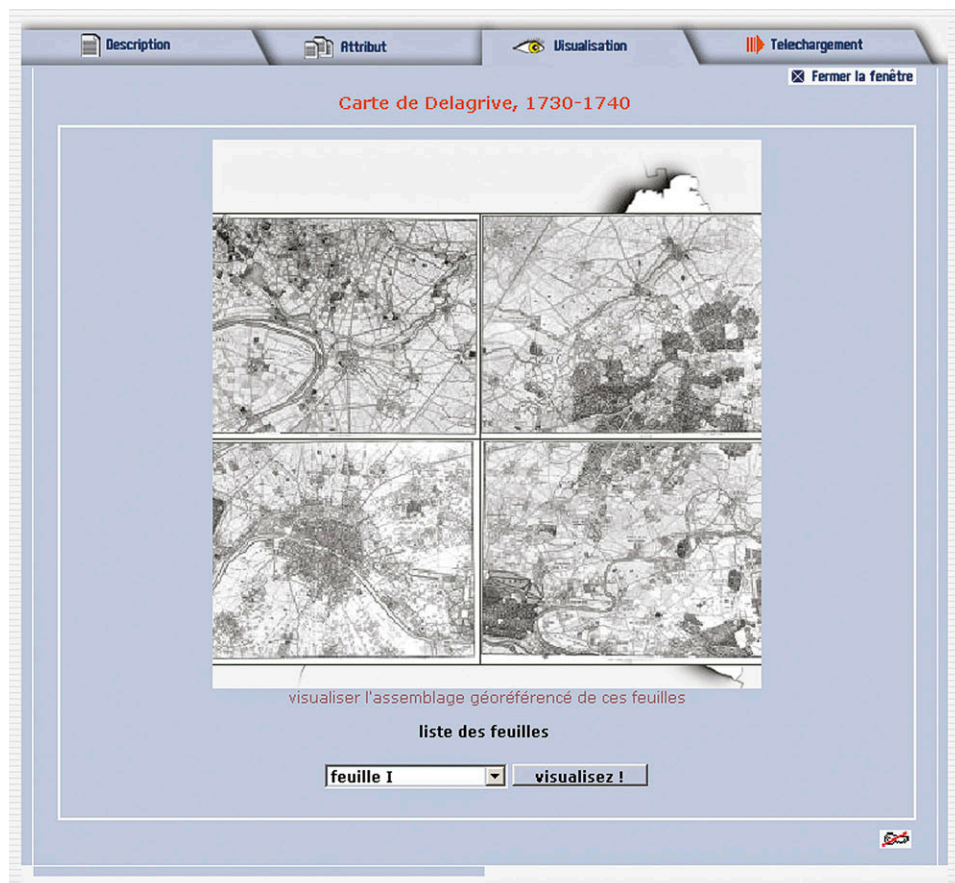 Description
Attribut
Visualisation
Telechargement
Fermer la fenêtre
Carte de Delagrive, 1730-1740
visualiser l'assemblage géoréférencé de ces feuilles
liste des feuilles
feuille I
visualisez !